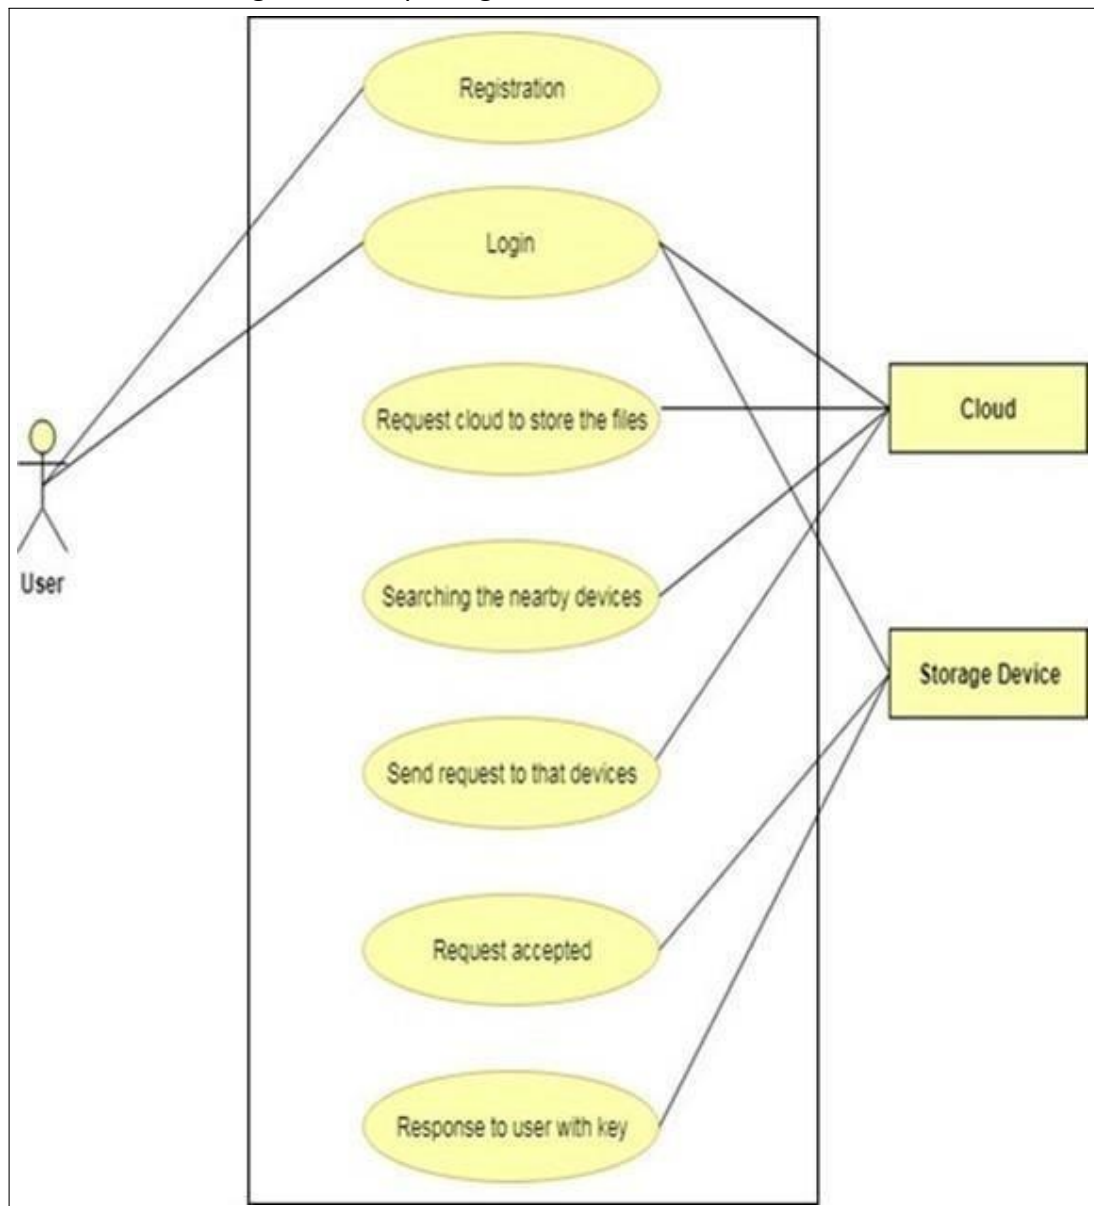 Registration
Login
Request cloud to store the files
Cloud
User
Searching the nearby devices
Storage Device
Send request to that devices
Request accepted
Response to user with key